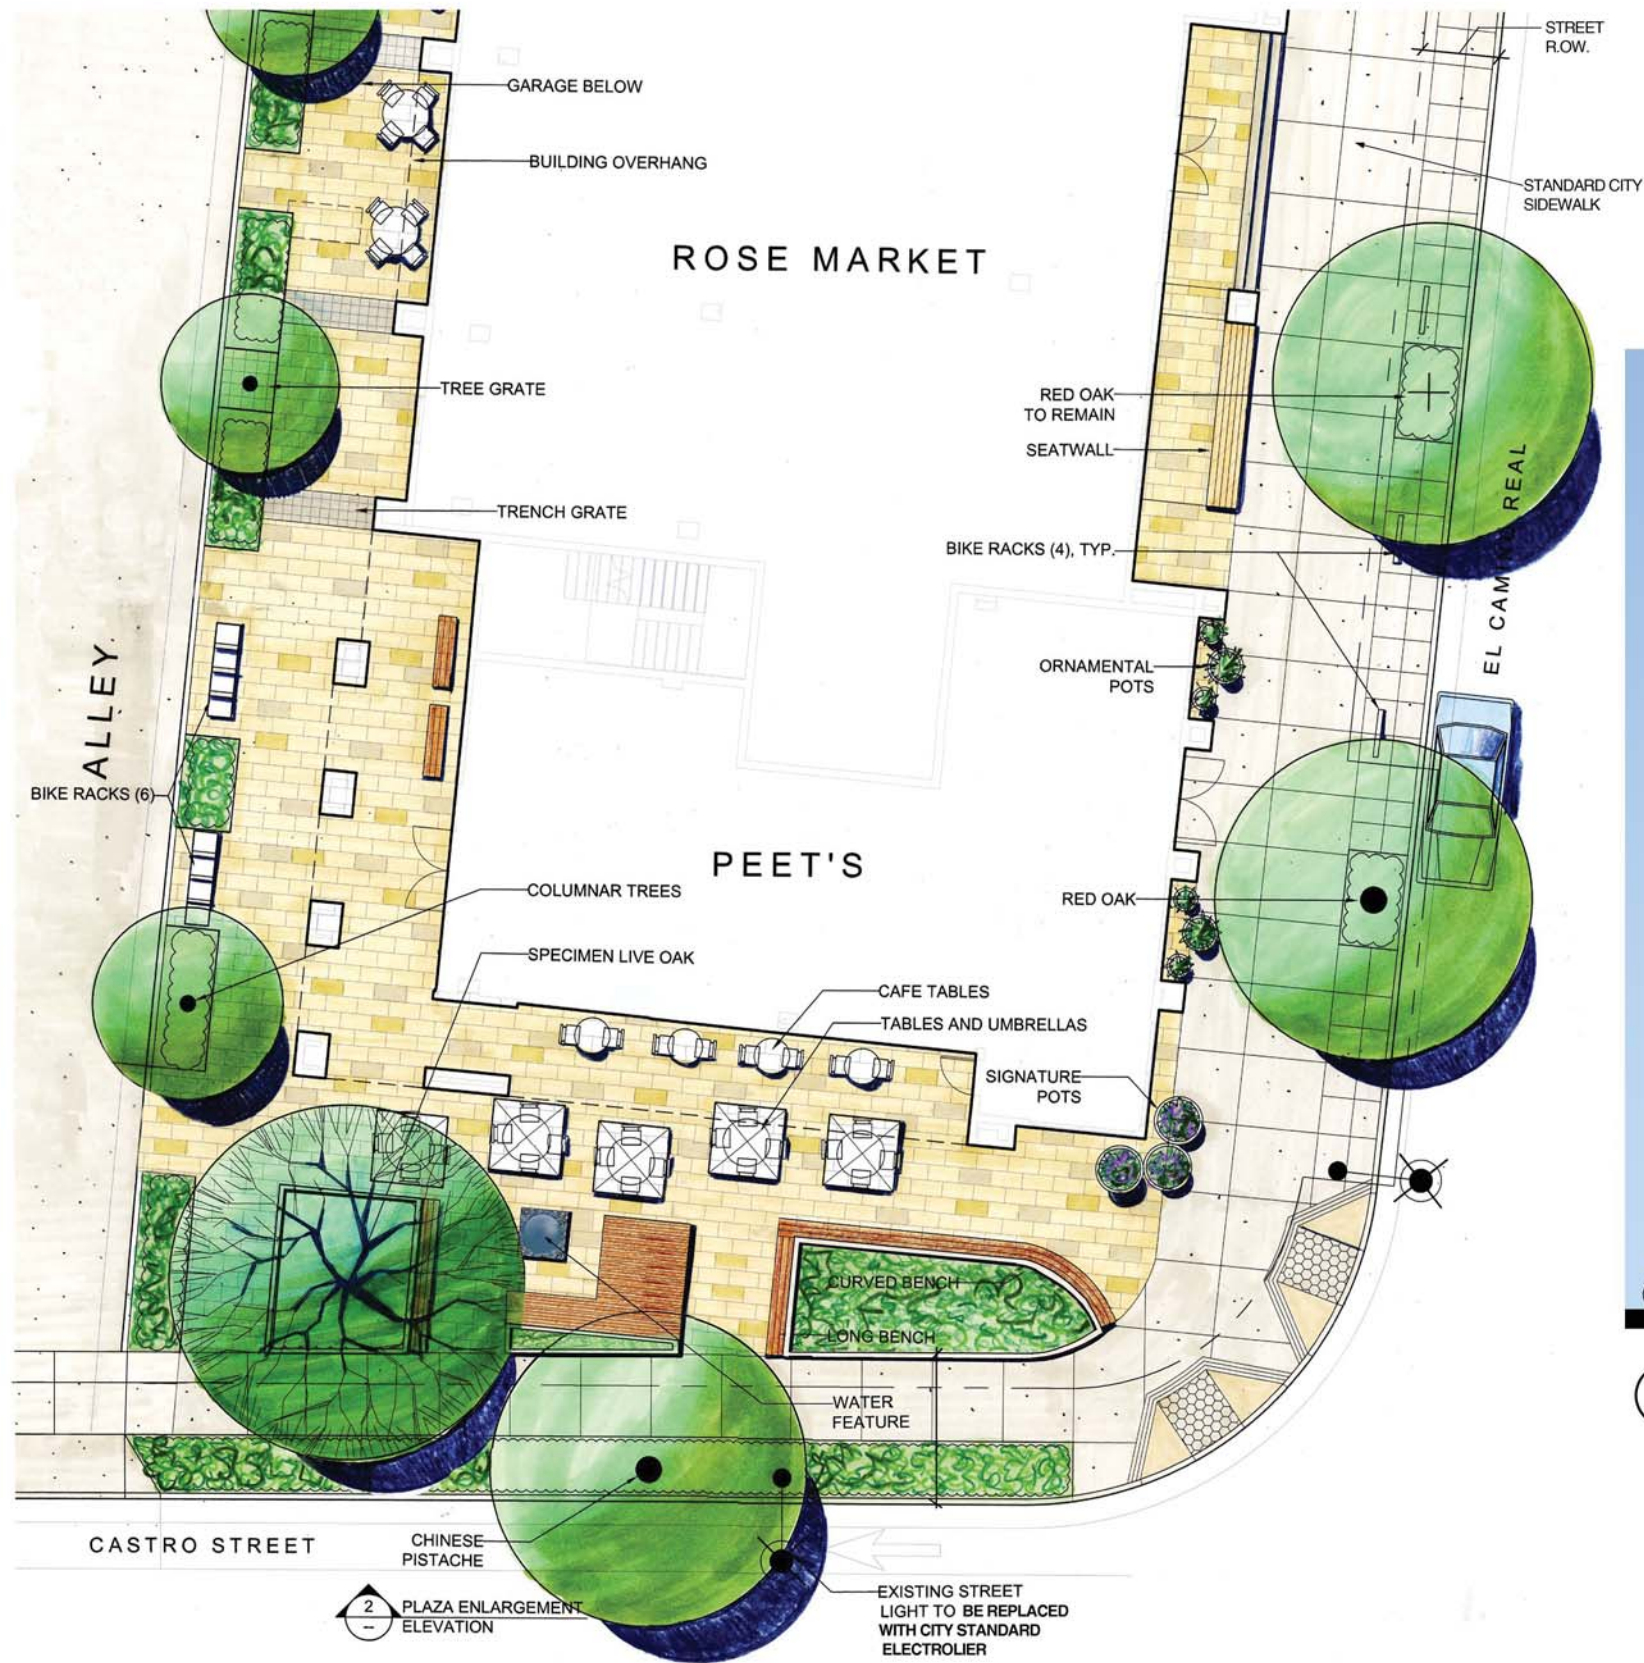 STREET
R.O.W.
GARAGE BELOW
BUILDING OVERHANG
STANDARD CITY
SIDEWALK
ROSE MARKET
TREE GRATE
RED OAK
TO REMAIN
SEATWALL
TRENCH GRATE
BIKE RACKS (4), TYP.
EL CAMINO REAL
ORNAMENTAL
POTS
ALLEY
BIKE RACKS (6)
PEET'S
COLUMNAR TREES
RED OAK
SPECIMEN LIVE OAK
CAFE TABLES
TABLES AND UMBRELLAS
SIGNATURE
POTS
CURVED BENCH
LONG BENCH
WATER
FEATURE
CASTRO STREET
CHINESE
PISTACHE
2
--
PLAZA ENLARGEMENT
ELEVATION
EXISTING STREET
LIGHT TO BE REPLACED
WITH CITY STANDARD
ELECTROLIER